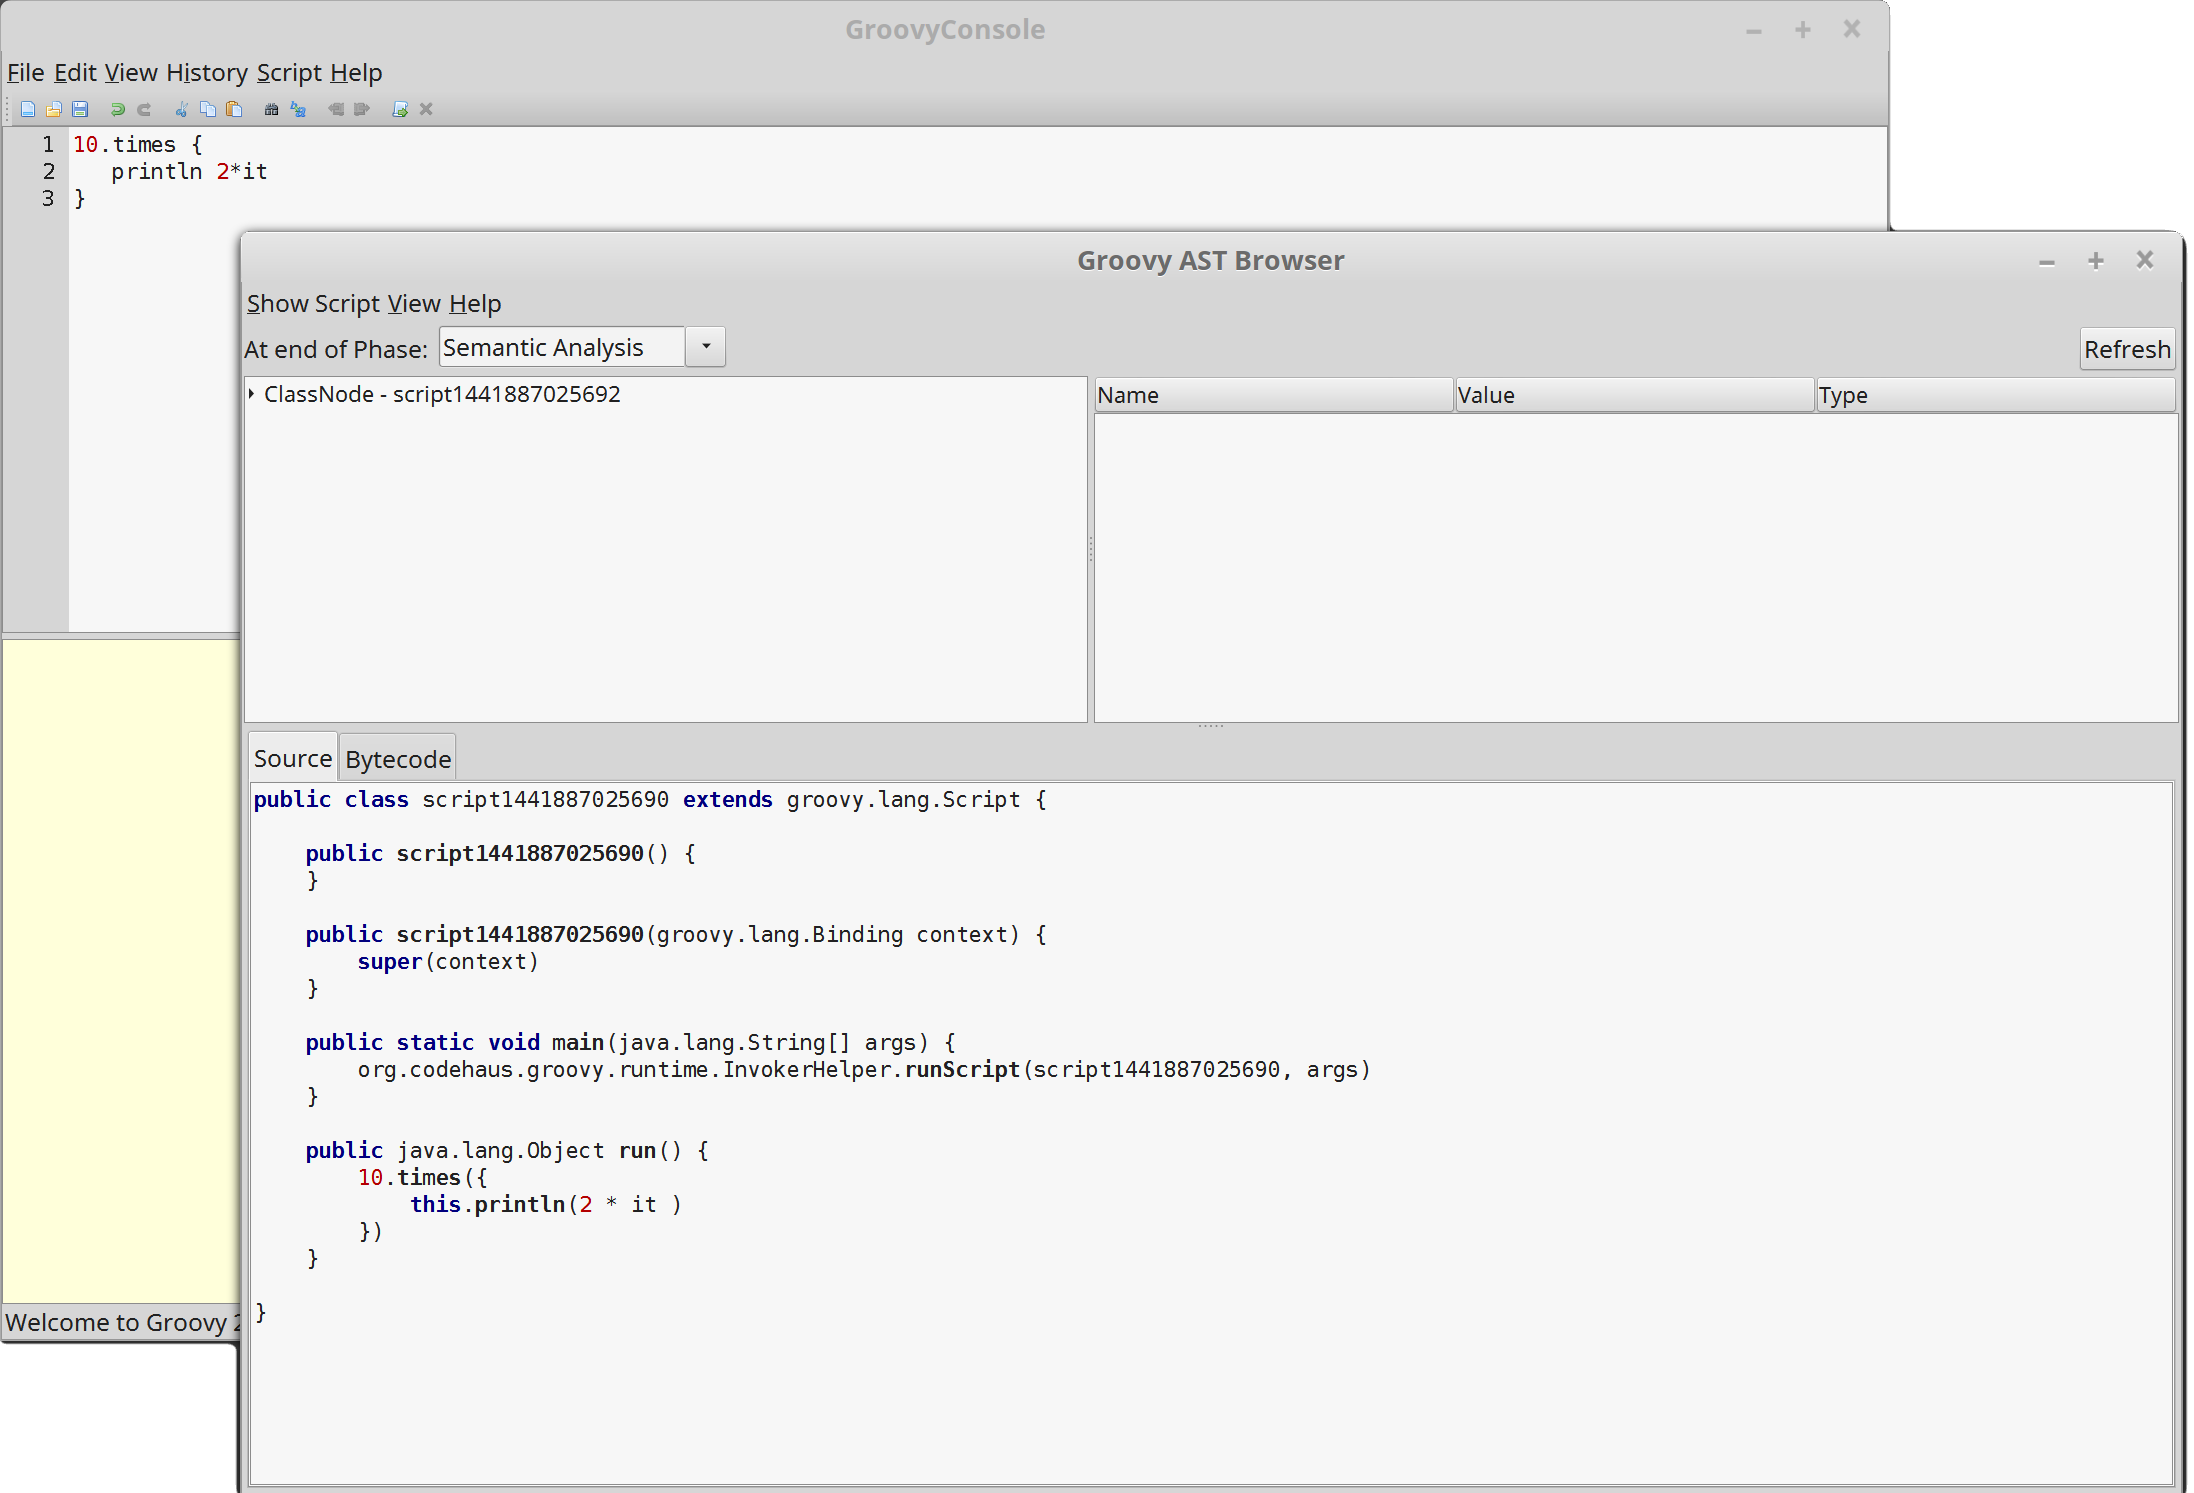 GroovyConsole
File Edit View History Script Help
1 10.times {
2    println 2*it
3 }
Groovy AST Browser
Show Script View Help
At end of Phase: Semantic Analysis
Refresh
ClassNode - script1441887025692
Name Value Type
Source Bytecode
public class script1441887025690 extends groovy.lang.Script {
    public script1441887025690() {
    }
    public script1441887025690(groovy.lang.Binding context) {
        super(context)
    }
    public static void main(java.lang.String[] args) {
        org.codehaus.groovy.runtime.InvokerHelper.runScript(script1441887025690, args)
    }
    public java.lang.Object run() {
        10.times({
            this.println(2 * it )
        })
    }
}
Welcome to Groovy 2